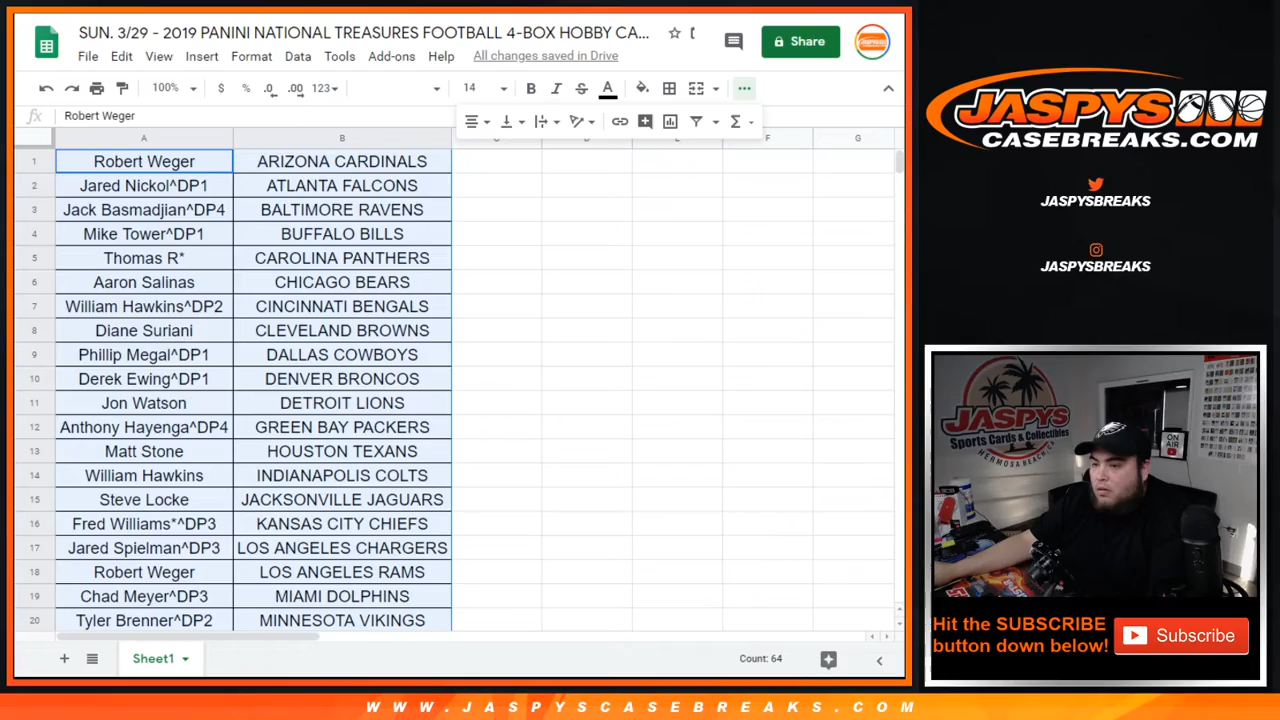 SUN. 3/29 - 2019 PANINI NATIONAL TREASURES FOOTBALL 4-BOX HOBBY CA...
File Edit View Insert Format Data Tools Add-ons Help All changes saved in Drive
Share
100% $ % .0 .00 123 14 B I S A
fx Robert Weger
A B C D E F G
1 Robert Weger ARIZONA CARDINALS
2 Jared Nickol^DP1 ATLANTA FALCONS
3 Jack Basmadjian^DP4 BALTIMORE RAVENS
4 Mike Tower^DP1 BUFFALO BILLS
5 Thomas R* CAROLINA PANTHERS
6 Aaron Salinas CHICAGO BEARS
7 William Hawkins^DP2 CINCINNATI BENGALS
8 Diane Suriani CLEVELAND BROWNS
9 Phillip Megal^DP1 DALLAS COWBOYS
10 Derek Ewing^DP1 DENVER BRONCOS
11 Jon Watson DETROIT LIONS
12 Anthony Hayenga^DP4 GREEN BAY PACKERS
13 Matt Stone HOUSTON TEXANS
14 William Hawkins INDIANAPOLIS COLTS
15 Steve Locke JACKSONVILLE JAGUARS
16 Fred Williams*^DP3 KANSAS CITY CHIEFS
17 Jared Spielman^DP3 LOS ANGELES CHARGERS
18 Robert Weger LOS ANGELES RAMS
19 Chad Meyer^DP3 MIAMI DOLPHINS
20 Tyler Brenner^DP2 MINNESOTA VIKINGS
Sheet1
Count: 64
JASPYS
CASEBREAKS.COM
JASPYSBREAKS
JASPYSBREAKS
JASPYS
Sports Cards & Collectibles
HERMOSA BEACH, CA
ON AIR
Hit the SUBSCRIBE
button down below!
Subscribe
WWW.JASPYSCASEBREAKS.COM